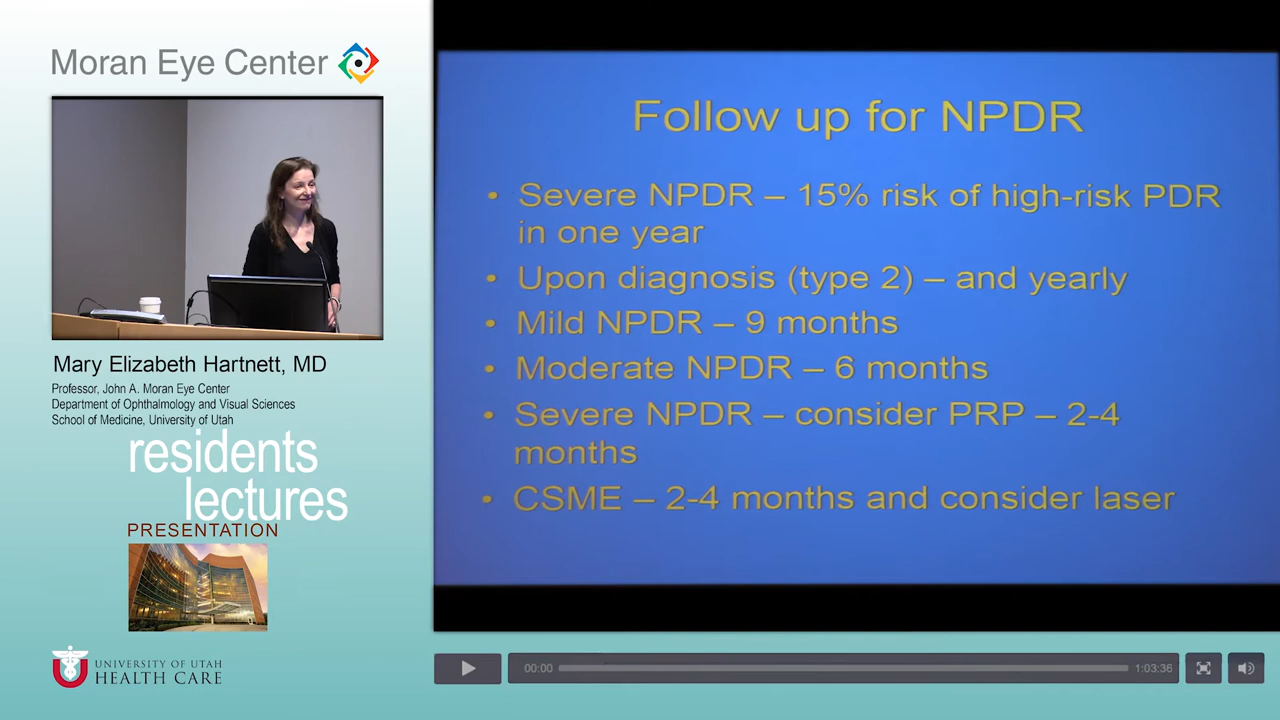 Moran Eye Center
Mary Elizabeth Hartnett, MD
Professor, John A. Moran Eye Center
Department of Ophthalmology and Visual Sciences
School of Medicine, University of Utah
residents
lectures
PRESENTATION
UNIVERSITY OF UTAH
HEALTH CARE
Follow up for NPDR
• Severe NPDR – 15% risk of high-risk PDR
in one year
• Upon diagnosis (type 2) – and yearly
• Mild NPDR – 9 months
• Moderate NPDR – 6 months
• Severe NPDR – consider PRP – 2-4
months
• CSME – 2-4 months and consider laser
00:00
1:03:36